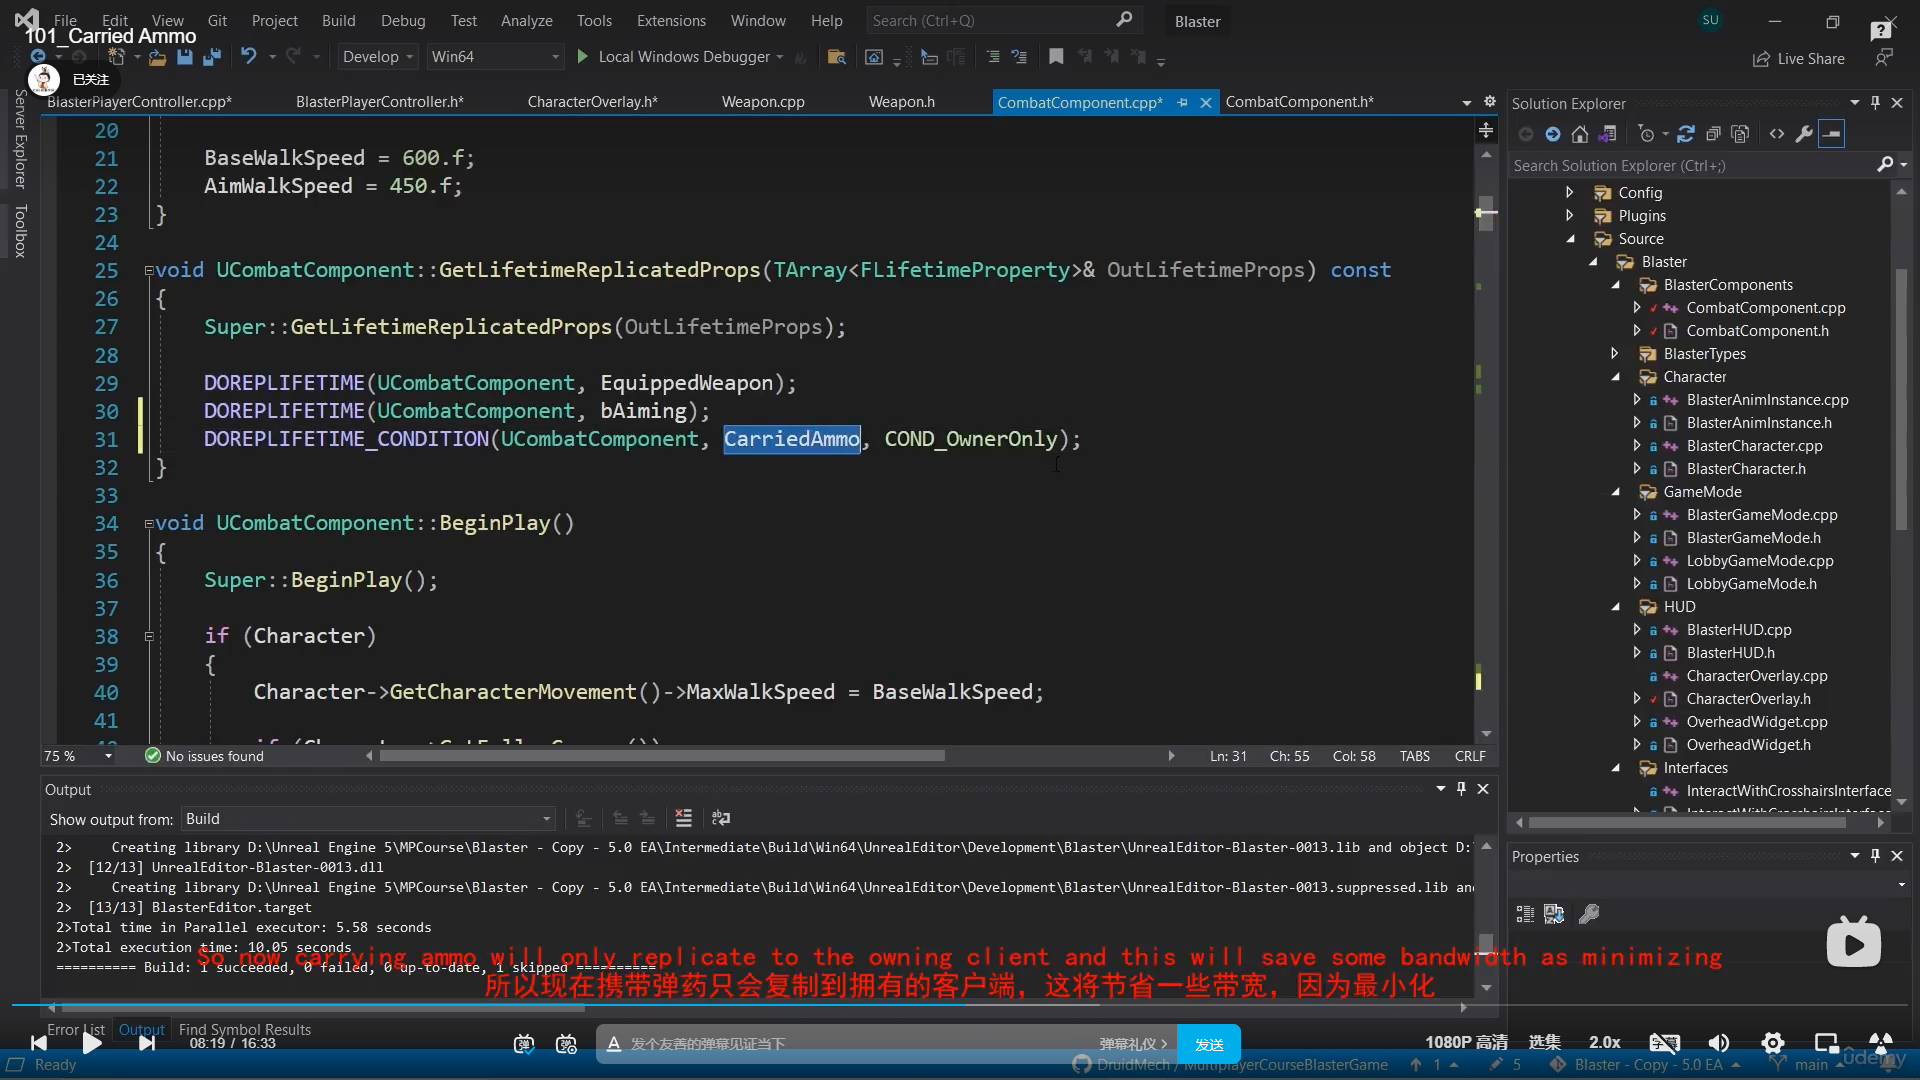 File Edit View Git Project Build Debug Test Analyze Tools Extensions Window Help Search (Ctrl+Q) Blaster SU
101_Carried Ammo
Develop Win64 Local Windows Debugger Live Share
已关注
BlasterPlayerController.cpp* BlasterPlayerController.h* CharacterOverlay.h* Weapon.cpp Weapon.h CombatComponent.cpp* CombatComponent.h*
Server Explorer
Toolbox
20
21 BaseWalkSpeed = 600.f;
22 AimWalkSpeed = 450.f;
23 }
24
25 void UCombatComponent::GetLifetimeReplicatedProps(TArray<FLifetimeProperty>& OutLifetimeProps) const
26 {
27 Super::GetLifetimeReplicatedProps(OutLifetimeProps);
28
29 DOREPLIFETIME(UCombatComponent, EquippedWeapon);
30 DOREPLIFETIME(UCombatComponent, bAiming);
31 DOREPLIFETIME_CONDITION(UCombatComponent, CarriedAmmo, COND_OwnerOnly);
32 }
33
34 void UCombatComponent::BeginPlay()
35 {
36 Super::BeginPlay();
37
38 if (Character)
39 {
40 Character->GetCharacterMovement()->MaxWalkSpeed = BaseWalkSpeed;
41
75 % No issues found Ln: 31 Ch: 55 Col: 58 TABS CRLF
Output
Show output from: Build
2> Creating library D:\Unreal Engine 5\MPCourse\Blaster - Copy - 5.0 EA\Intermediate\Build\Win64\UnrealEditor\Development\Blaster\UnrealEditor-Blaster-0013.lib and object D:
2> [12/13] UnrealEditor-Blaster-0013.dll
2> Creating library D:\Unreal Engine 5\MPCourse\Blaster - Copy - 5.0 EA\Intermediate\Build\Win64\UnrealEditor\Development\Blaster\UnrealEditor-Blaster-0013.suppressed.lib an
2> [13/13] BlasterEditor.target
2>Total time in Parallel executor: 5.58 seconds
2>Total execution time: 10.05 seconds
========== Build: 1 succeeded, 0 failed, 0 up-to-date, 1 skipped ==========
So now carrying ammo will only replicate to the owning client and this will save some bandwidth as minimizing
所以现在携带弹药只会复制到拥有的客户端，这将节省一些带宽，因为最小化
Error List Output Find Symbol Results
Solution Explorer
Search Solution Explorer (Ctrl+;)
Config
Plugins
Source
Blaster
BlasterComponents
CombatComponent.cpp
CombatComponent.h
BlasterTypes
Character
BlasterAnimInstance.cpp
BlasterAnimInstance.h
BlasterCharacter.cpp
BlasterCharacter.h
GameMode
BlasterGameMode.cpp
BlasterGameMode.h
LobbyGameMode.cpp
LobbyGameMode.h
HUD
BlasterHUD.cpp
BlasterHUD.h
CharacterOverlay.cpp
CharacterOverlay.h
OverheadWidget.cpp
OverheadWidget.h
Interfaces
InteractWithCrosshairsInterface
Properties
08:19 / 16:33 弹 弹 A 发个友善的弹幕见证当下 弹幕礼仪 > 发送 1080P 高清 选集 2.0x 字幕
Ready DruidMech / MultiplayerCourseBlasterGame 1 5 Blaster - Copy - 5.0 EA main ûdemy